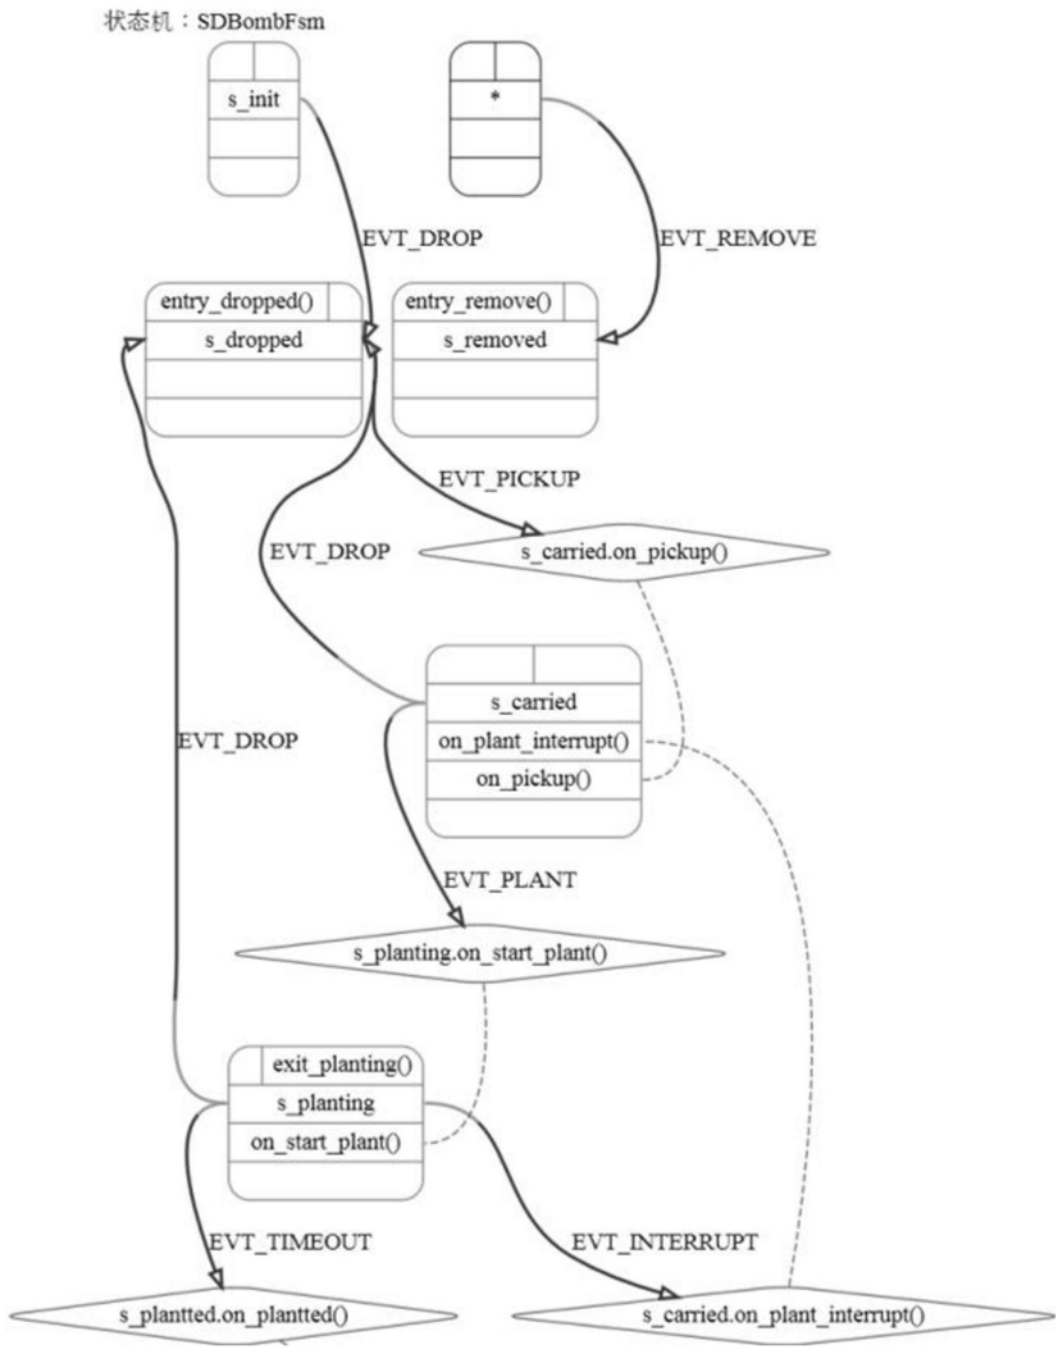 状态机：SDBombFsm
s_init
*
EVT_DROP
EVT_REMOVE
entry_dropped()
entry_remove()
s_dropped
s_removed
EVT_PICKUP
EVT_DROP
s_carried.on_pickup()
s_carried
EVT_DROP
on_plant_interrupt()
on_pickup()
EVT_PLANT
s_planting.on_start_plant()
exit_planting()
s_planting
on_start_plant()
EVT_TIMEOUT
EVT_INTERRUPT
s_plantted.on_plantted()
s_carried.on_plant_interrupt()